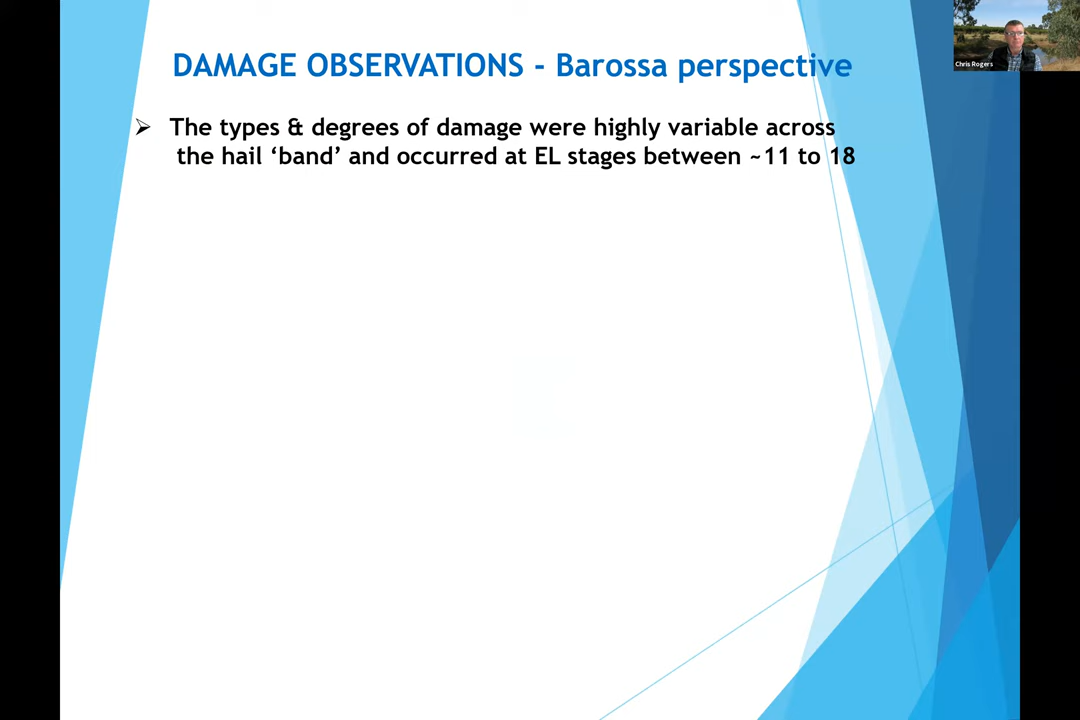 Chris Rogers
DAMAGE OBSERVATIONS - Barossa perspective
➢ The types & degrees of damage were highly variable across
the hail ‘band’ and occurred at EL stages between ~11 to 18